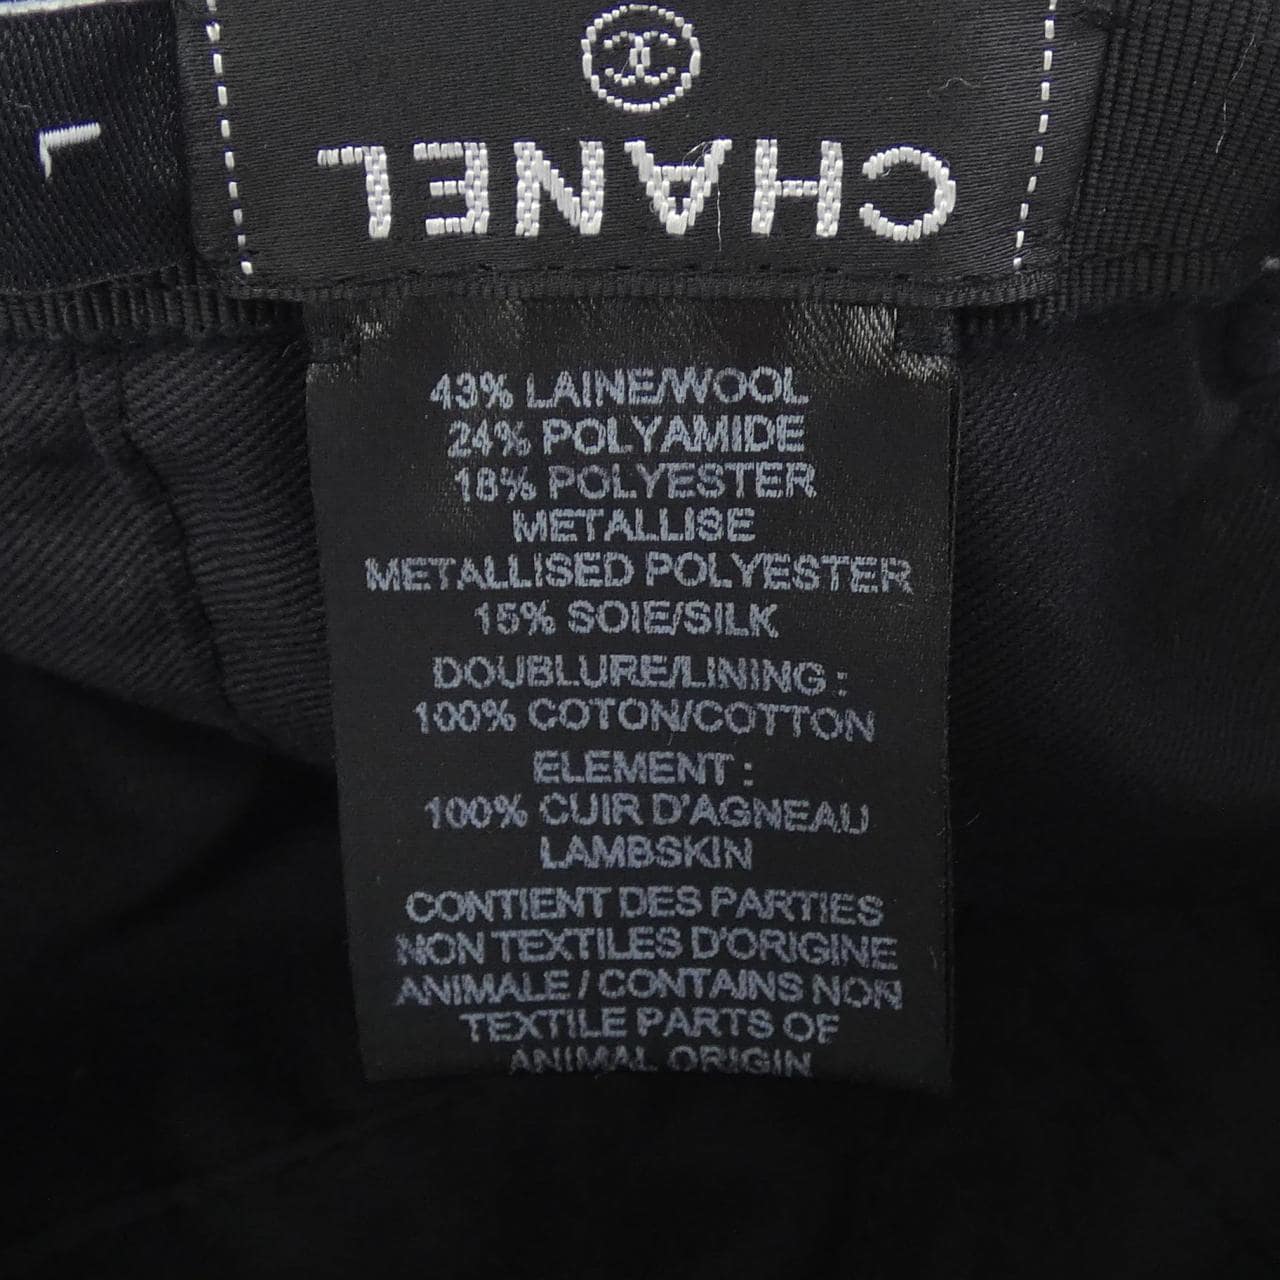 L
CHANEL
43% LAINE/WOOL
24% POLYAMIDE
18% POLYESTER
METALLISE
METALLISED POLYESTER
15% SOIE/SILK
DOUBLURE/LINING :
100% COTON/COTTON
ELEMENT :
100% CUIR D'AGNEAU
LAMBSKIN
CONTIENT DES PARTIES
NON TEXTILES D'ORIGINE
ANIMALE / CONTAINS NON
TEXTILE PARTS OF
ANIMAL ORIGIN